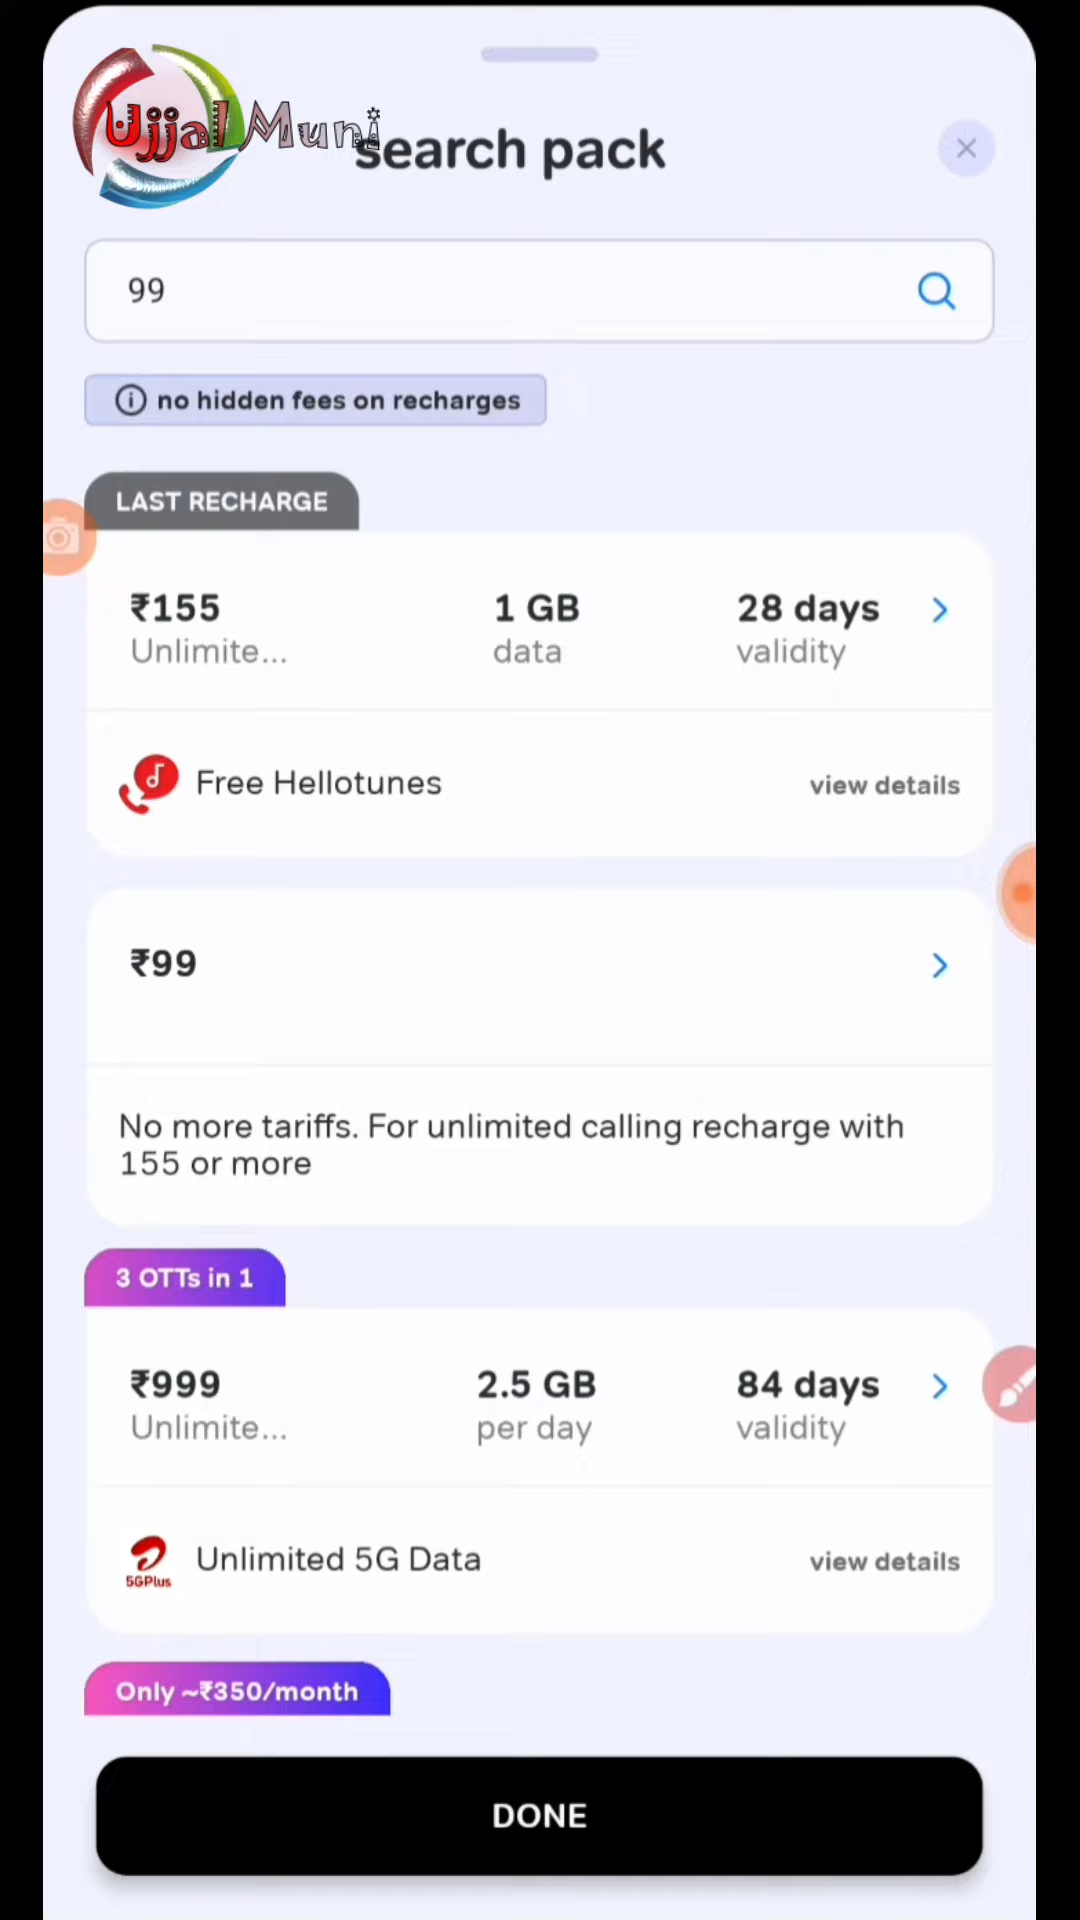 Ujjal Muni
search pack
99
no hidden fees on recharges
LAST RECHARGE
₹155 1 GB 28 days
Unlimite... data validity
Free Hellotunes view details
₹99
No more tariffs. For unlimited calling recharge with
155 or more
3 OTTs in 1
₹999 2.5 GB 84 days
Unlimite... per day validity
5GPlus Unlimited 5G Data view details
Only ~₹350/month
DONE